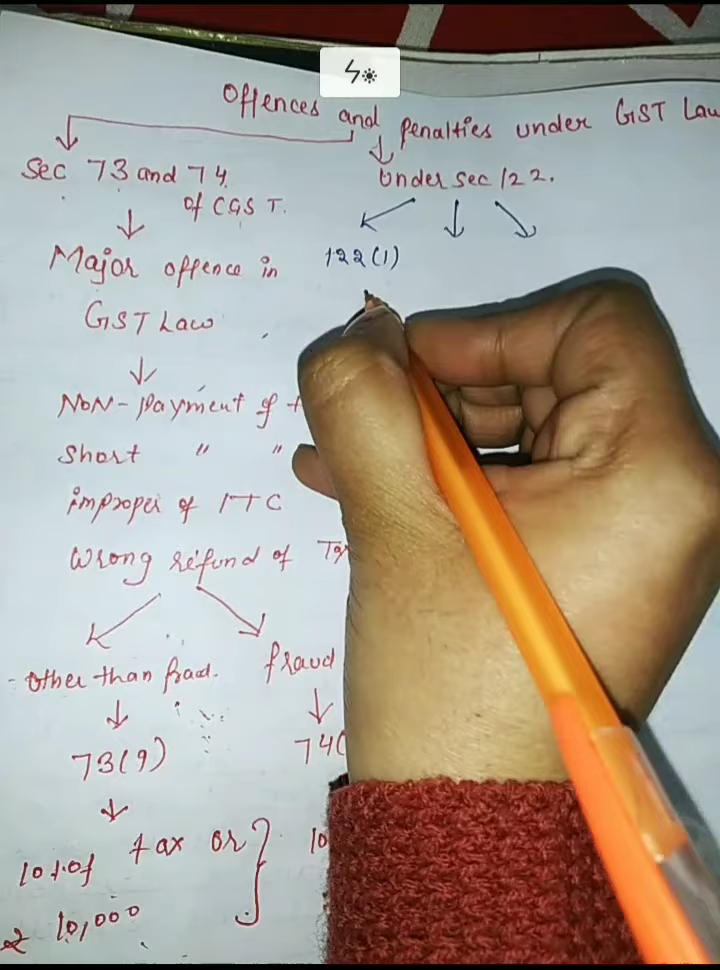 Offences and penalties under GST Law
Sec 73 and 74
of CGST.
Under sec 122.
Major offence in
GST Law
122(1)
Non-payment of
Short " "
improper of ITC
Wrong refund of
Other than fraud.
fraud
73(9)
74(
10% of tax or
10,000
10